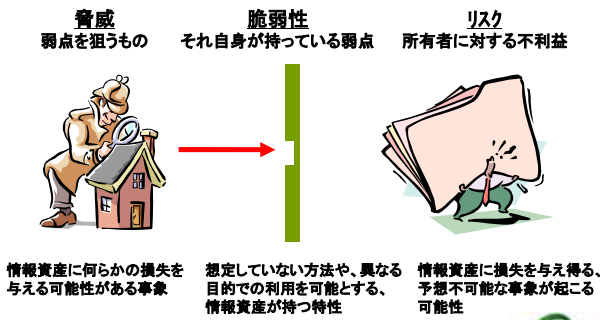 脅威
弱点を狙うもの
脆弱性
それ自身が持っている弱点
リスク
所有者に対する不利益
情報資産に何らかの損失を
与える可能性がある事象
想定していない方法や、異なる
目的での利用を可能とする、
情報資産が持つ特性
情報資産に損失を与え得る、
予想不可能な事象が起こる
可能性